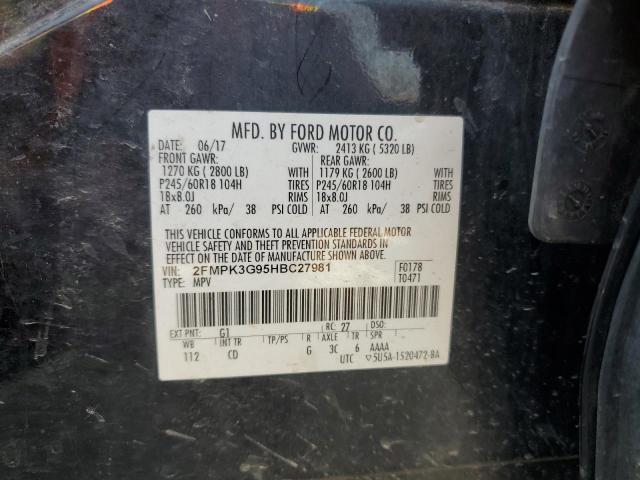 MFD. BY FORD MOTOR CO.
DATE: 06/17 GVWR: 2413 KG ( 5320 LB)
FRONT GAWR: REAR GAWR:
1270 KG ( 2800 LB) WITH 1179 KG ( 2600 LB) WITH
P245/60R18 104H TIRES P245/60R18 104H TIRES
18x8.0J RIMS 18x8.0J RIMS
AT 260 kPa/ 38 PSI COLD AT 260 kPa/ 38 PSI COLD
THIS VEHICLE CONFORMS TO ALL APPLICABLE FEDERAL MOTOR
VEHICLE SAFETY AND THEFT PREVENTION STANDARDS IN
EFFECT ON THE DATE OF MANUFACTURE SHOWN ABOVE.
VIN: 2FMPK3G95HBC27981 F0178
TYPE: MPV T0471
EXT PNT: G1 RC: 27 DSO:
WB INT TR TP/PS R AXLE TR SPR
112 CD G 3C 6 AAAA
UTC ▽5U5A-1520472-BA